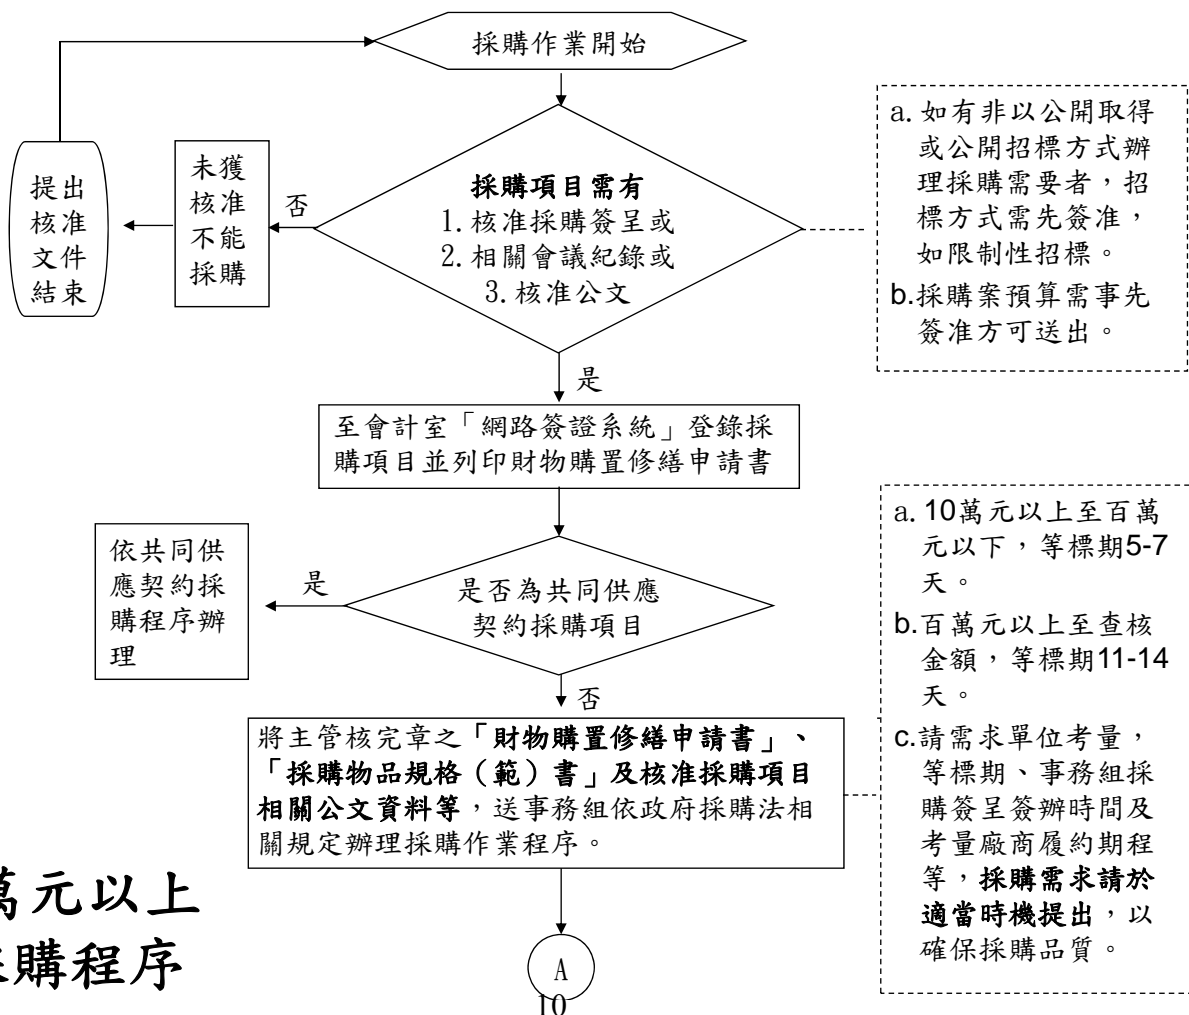 採購作業開始
提出
核准
文件
結束
未獲
核准
不能
採購
否
採購項目需有
1.核准採購簽呈或
2.相關會議紀錄或
3.核准公文
a.如有非以公開取得
或公開招標方式辦
理採購需要者，招
標方式需先簽准，
如限制性招標。
b.採購案預算需事先
簽准方可送出。
是
至會計室「網路簽證系統」登錄採
購項目並列印財物購置修繕申請書
依共同供
應契約採
購程序辦
理
是
是否為共同供應
契約採購項目
否
a.10萬元以上至百萬
元以下，等標期5-7
天。
b.百萬元以上至查核
金額，等標期11-14
天。
c.請需求單位考量，
等標期、事務組採
購簽呈簽辦時間及
考量廠商履約期程
等，採購需求請於
適當時機提出，以
確保採購品質。
將主管核完章之「財物購置修繕申請書」、
「採購物品規格（範）書」及核准採購項目
相關公文資料等，送事務組依政府採購法相
關規定辦理採購作業程序。
萬元以上
採購程序
A
10